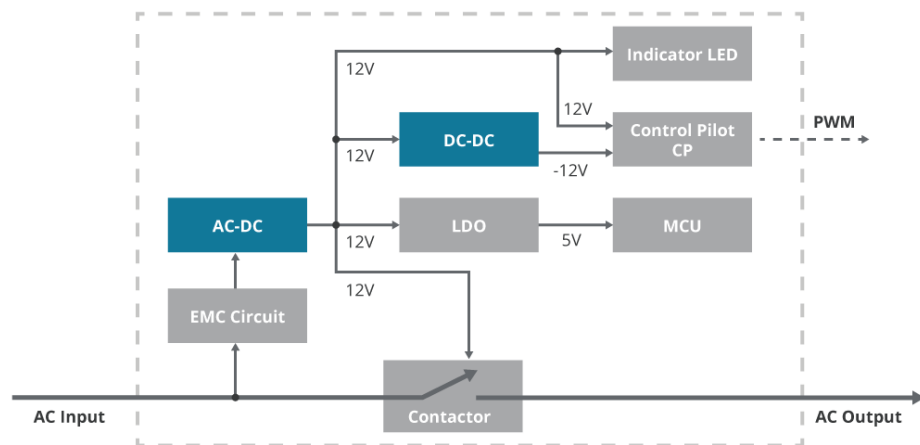 Indicator LED
12V
12V
Control Pilot
CP
PWM
DC-DC
12V
-12V
AC-DC
LDO
MCU
12V
5V
12V
EMC Circuit
Contactor
AC Input
AC Output